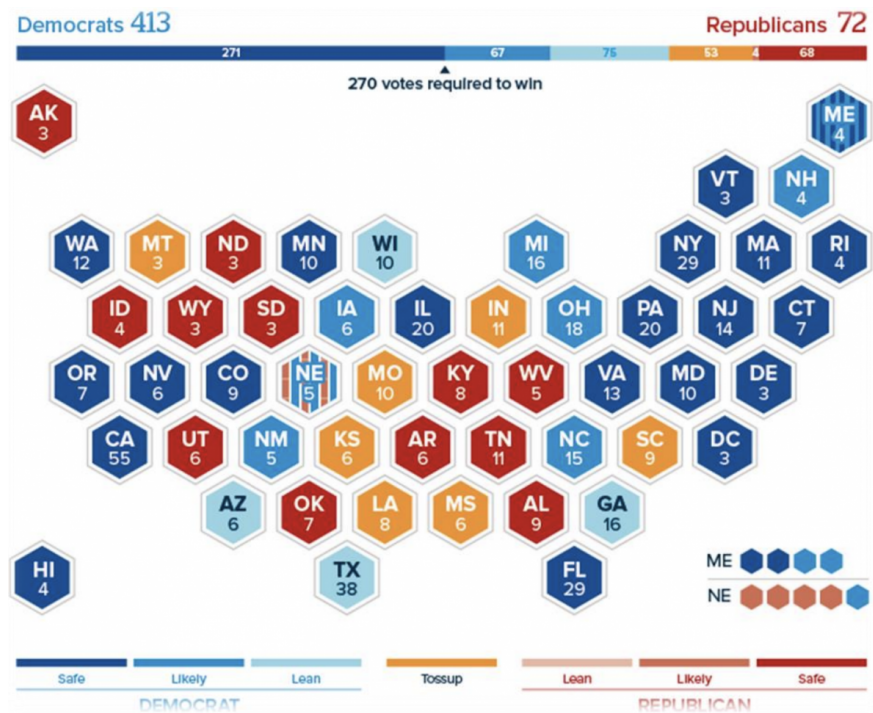 Democrats 413 Republicans 72
271 67 75 53 4 68
270 votes required to win
AK 3
ME 4
VT 3
NH 4
WA 12
MT 3
ND 3
MN 10
WI 10
MI 16
NY 29
MA 11
RI 4
ID 4
WY 3
SD 3
IA 6
IL 20
IN 11
OH 18
PA 20
NJ 14
CT 7
OR 7
NV 6
CO 9
NE 5
MO 10
KY 8
WV 5
VA 13
MD 10
DE 3
CA 55
UT 6
NM 5
KS 6
AR 6
TN 11
NC 15
SC 9
DC 3
AZ 6
OK 7
LA 8
MS 6
AL 9
GA 16
HI 4
TX 38
FL 29
ME
NE
Safe Likely Lean Tossup Lean Likely Safe
DEMOCRAT REPUBLICAN